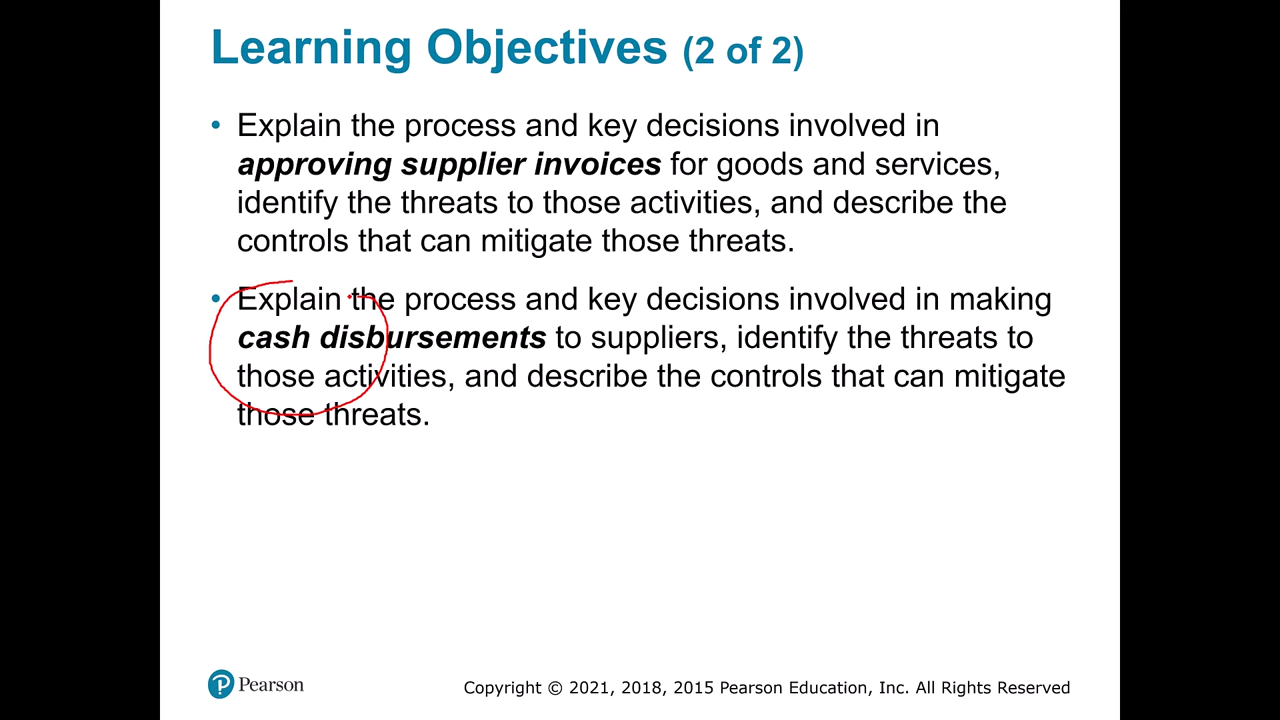 Learning Objectives (2 of 2)
• Explain the process and key decisions involved in
approving supplier invoices for goods and services,
identify the threats to those activities, and describe the
controls that can mitigate those threats.
• Explain the process and key decisions involved in making
cash disbursements to suppliers, identify the threats to
those activities, and describe the controls that can mitigate
those threats.
P Pearson
Copyright © 2021, 2018, 2015 Pearson Education, Inc. All Rights Reserved